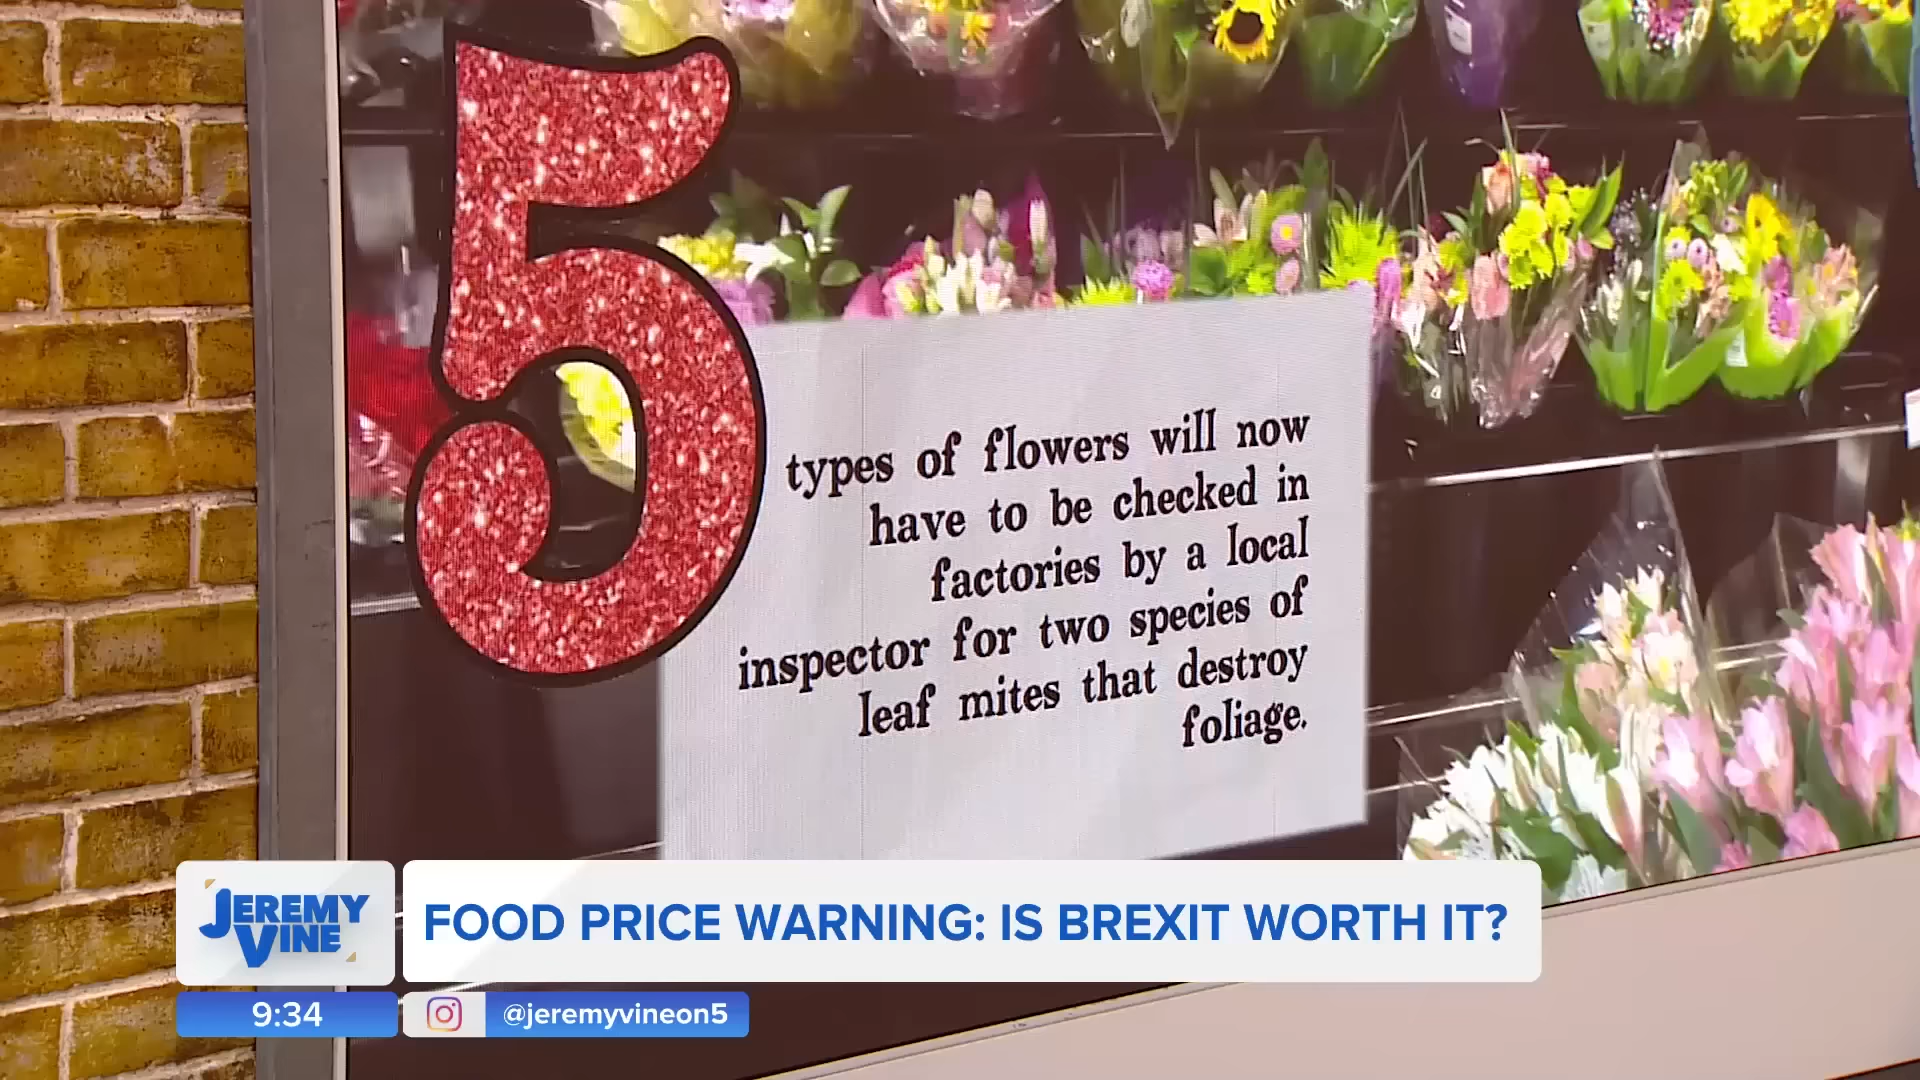 5
types of flowers will now
have to be checked in
factories by a local
inspector for two species of
leaf mites that destroy
foliage.
JEREMY
VINE
FOOD PRICE WARNING: IS BREXIT WORTH IT?
9:34
@jeremyvineon5